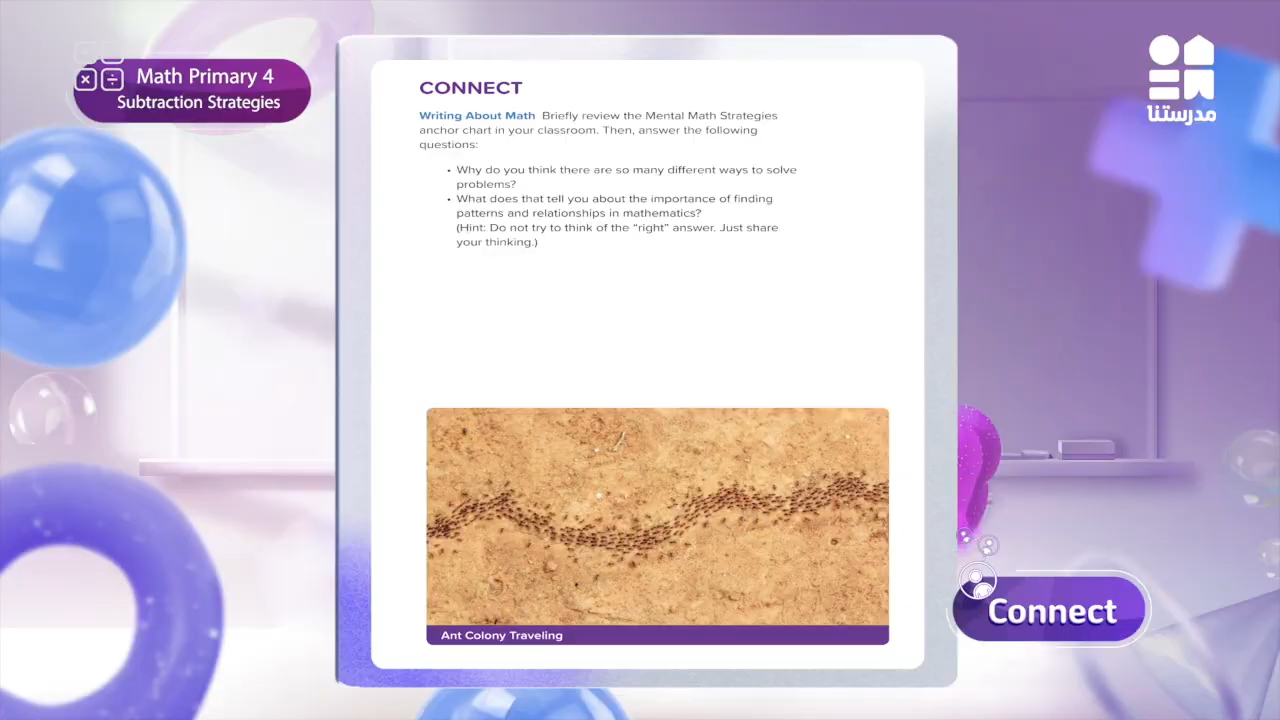 Math Primary 4
Subtraction Strategies
مدرستنا
CONNECT
Writing About Math Briefly review the Mental Math Strategies
anchor chart in your classroom. Then, answer the following
questions:
• Why do you think there are so many different ways to solve
problems?
• What does that tell you about the importance of finding
patterns and relationships in mathematics?
(Hint: Do not try to think of the “right” answer. Just share
your thinking.)
Ant Colony Traveling
Connect